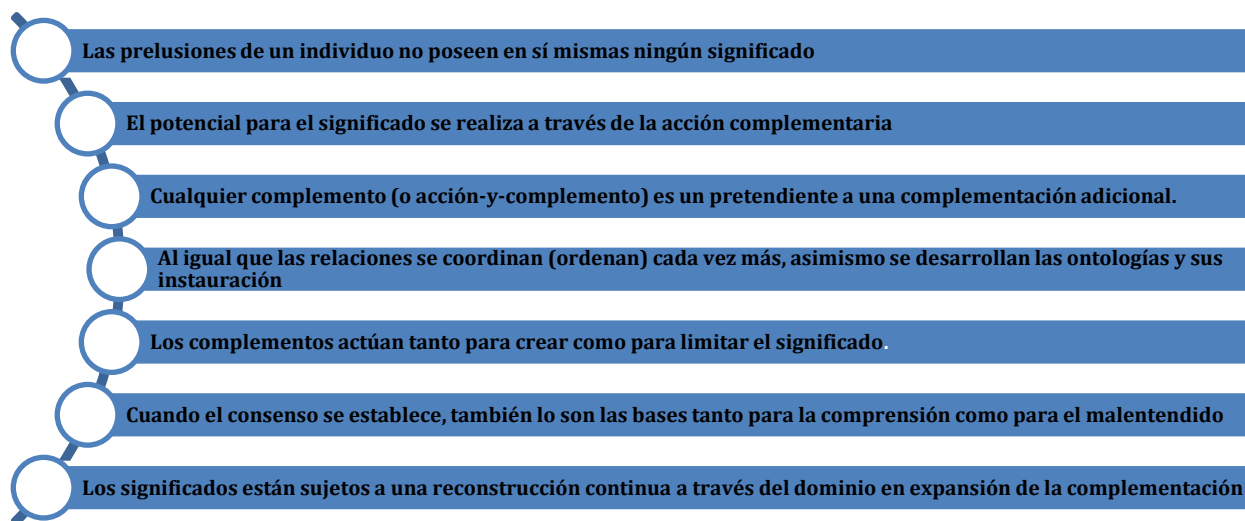 Las prelusiones de un individuo no poseen en sí mismas ningún significado
El potencial para el significado se realiza a través de la acción complementaria
Cualquier complemento (o acción-y-complemento) es un pretendiente a una complementación adicional.
Al igual que las relaciones se coordinan (ordenan) cada vez más, asimismo se desarrollan las ontologías y sus
instauración
Los complementos actúan tanto para crear como para limitar el significado.
Cuando el consenso se establece, también lo son las bases tanto para la comprensión como para el malentendido
Los significados están sujetos a una reconstrucción continua a través del dominio en expansión de la complementación